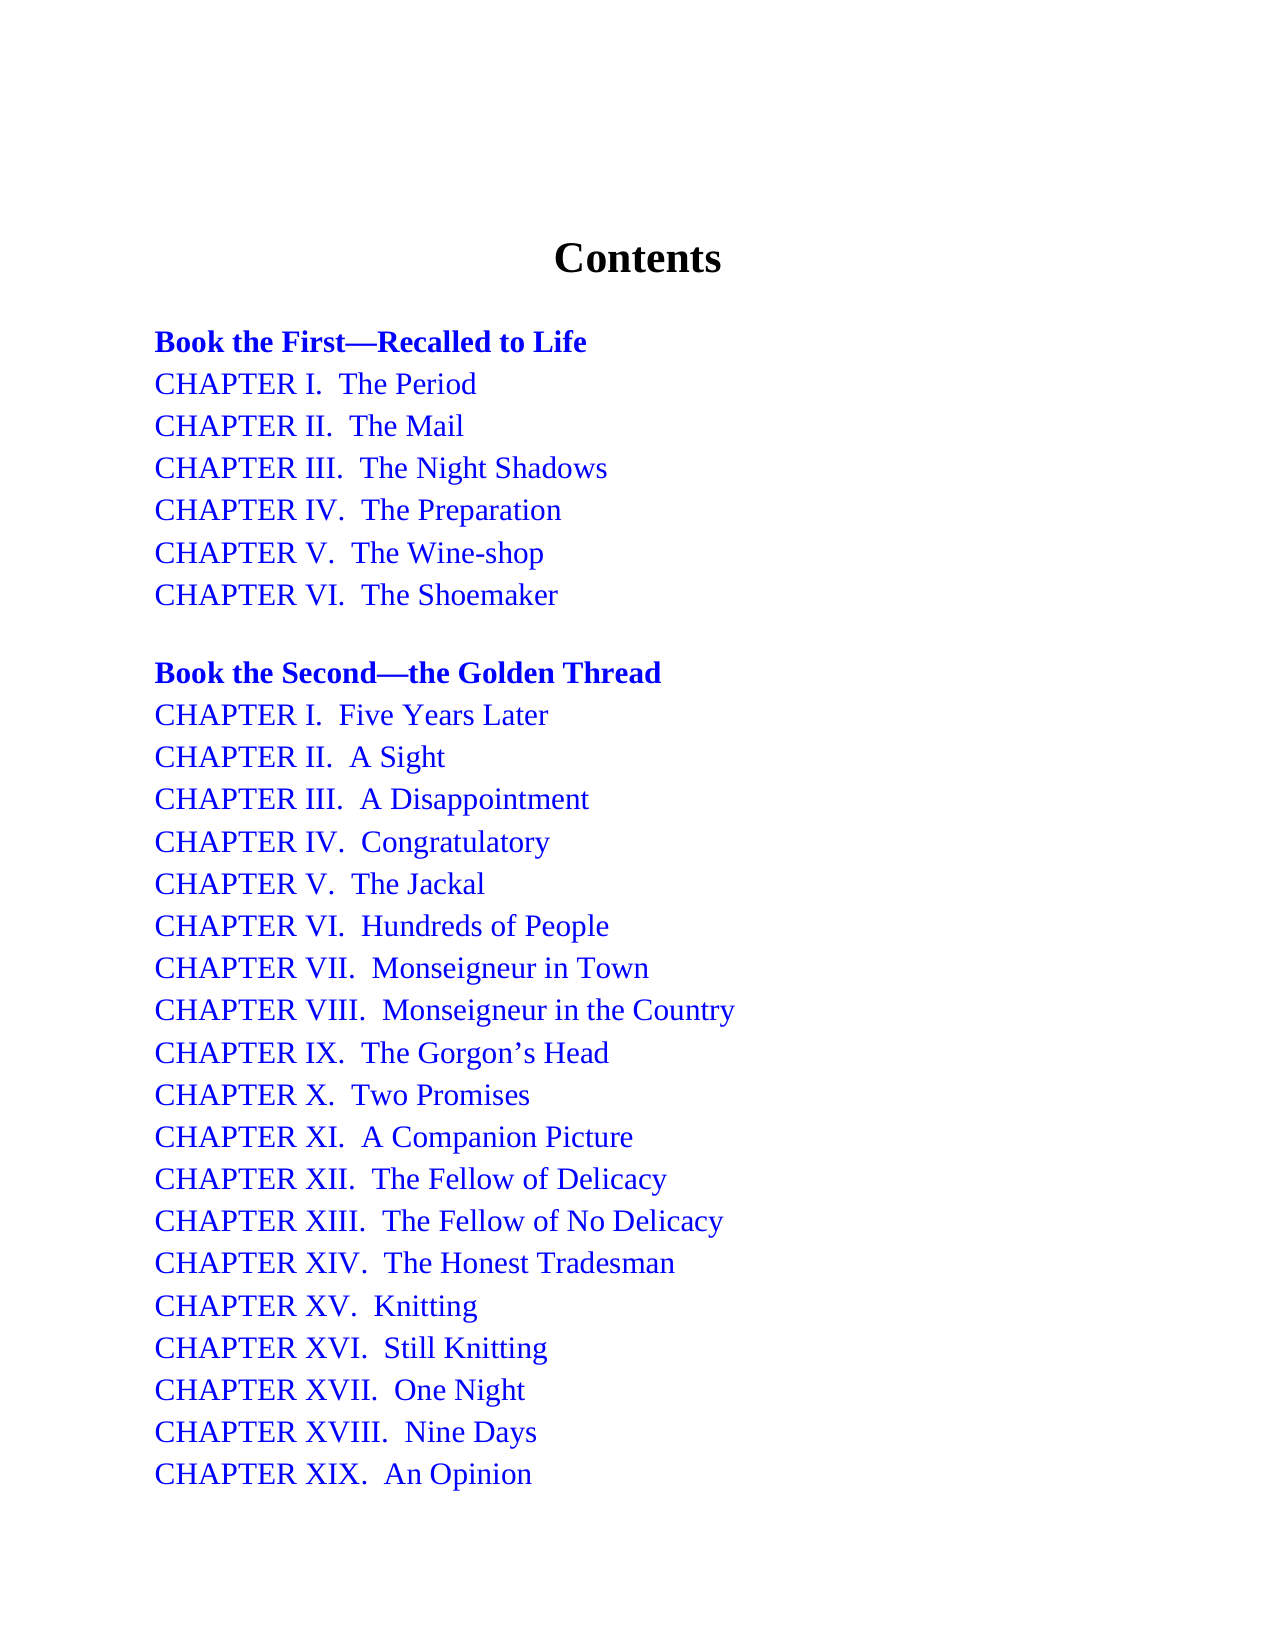 Contents
Book the First—Recalled to Life
CHAPTER I.  The Period
CHAPTER II.  The Mail
CHAPTER III.  The Night Shadows
CHAPTER IV.  The Preparation
CHAPTER V.  The Wine-shop
CHAPTER VI.  The Shoemaker
Book the Second—the Golden Thread
CHAPTER I.  Five Years Later
CHAPTER II.  A Sight
CHAPTER III.  A Disappointment
CHAPTER IV.  Congratulatory
CHAPTER V.  The Jackal
CHAPTER VI.  Hundreds of People
CHAPTER VII.  Monseigneur in Town
CHAPTER VIII.  Monseigneur in the Country
CHAPTER IX.  The Gorgon’s Head
CHAPTER X.  Two Promises
CHAPTER XI.  A Companion Picture
CHAPTER XII.  The Fellow of Delicacy
CHAPTER XIII.  The Fellow of No Delicacy
CHAPTER XIV.  The Honest Tradesman
CHAPTER XV.  Knitting
CHAPTER XVI.  Still Knitting
CHAPTER XVII.  One Night
CHAPTER XVIII.  Nine Days
CHAPTER XIX.  An Opinion